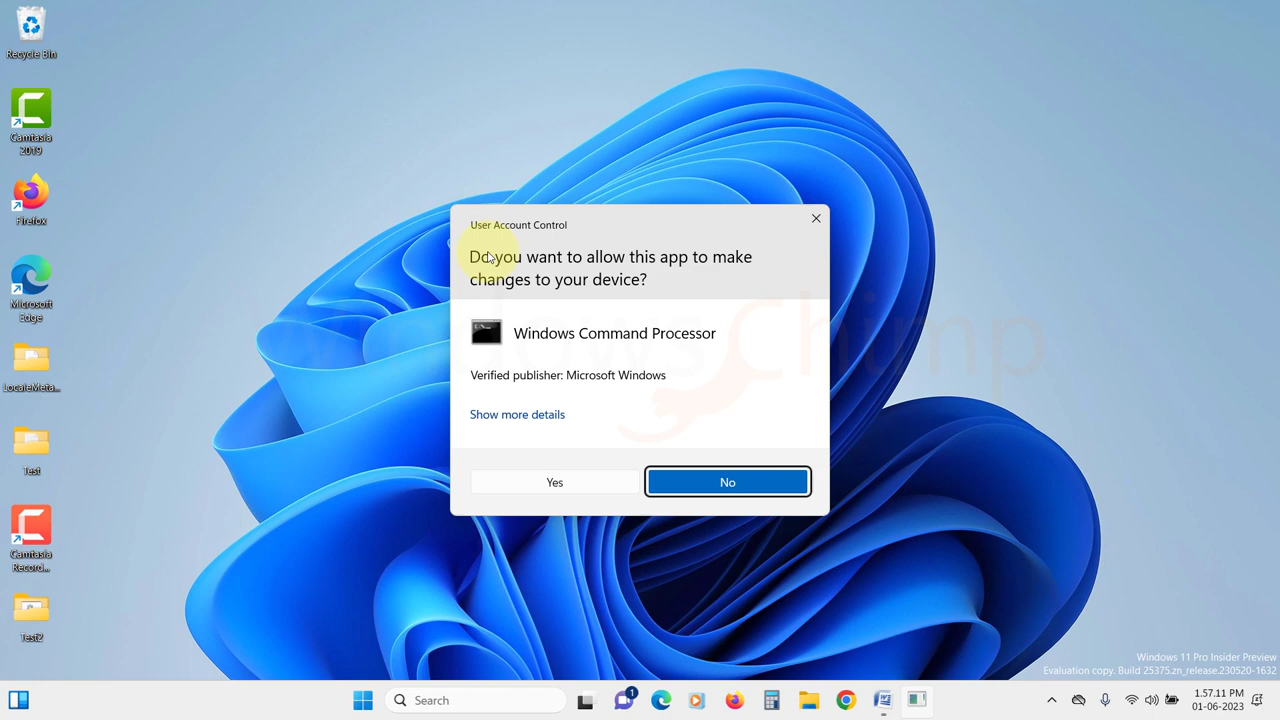 Recycle Bin
Camtasia
2019
Firefox
Microsoft
Edge
LocaleMeta...
Test
Camtasia
Record...
Test2
User Account Control
Do you want to allow this app to make
changes to your device?
Windows Command Processor
Verified publisher: Microsoft Windows
Show more details
Yes
No
WindowsChimp
Windows 11 Pro Insider Preview
Evaluation copy. Build 25375.zn_release.230520-1632
Search
1
1.57.11 PM
01-06-2023